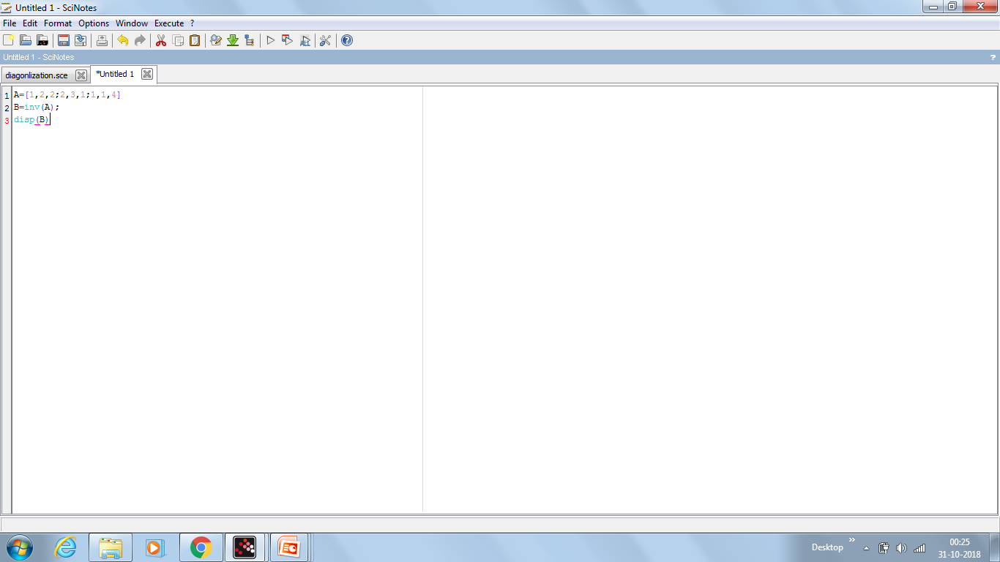 Untitled 1 - SciNotes
File Edit Format Options Window Execute ?
Untitled 1 - SciNotes ?
diagonlization.sce *Untitled 1
1 A=[1,2,2;2,3,1;1,1,4]
2 B=inv(A);
3 disp(B)
Desktop » 00:25
31-10-2018